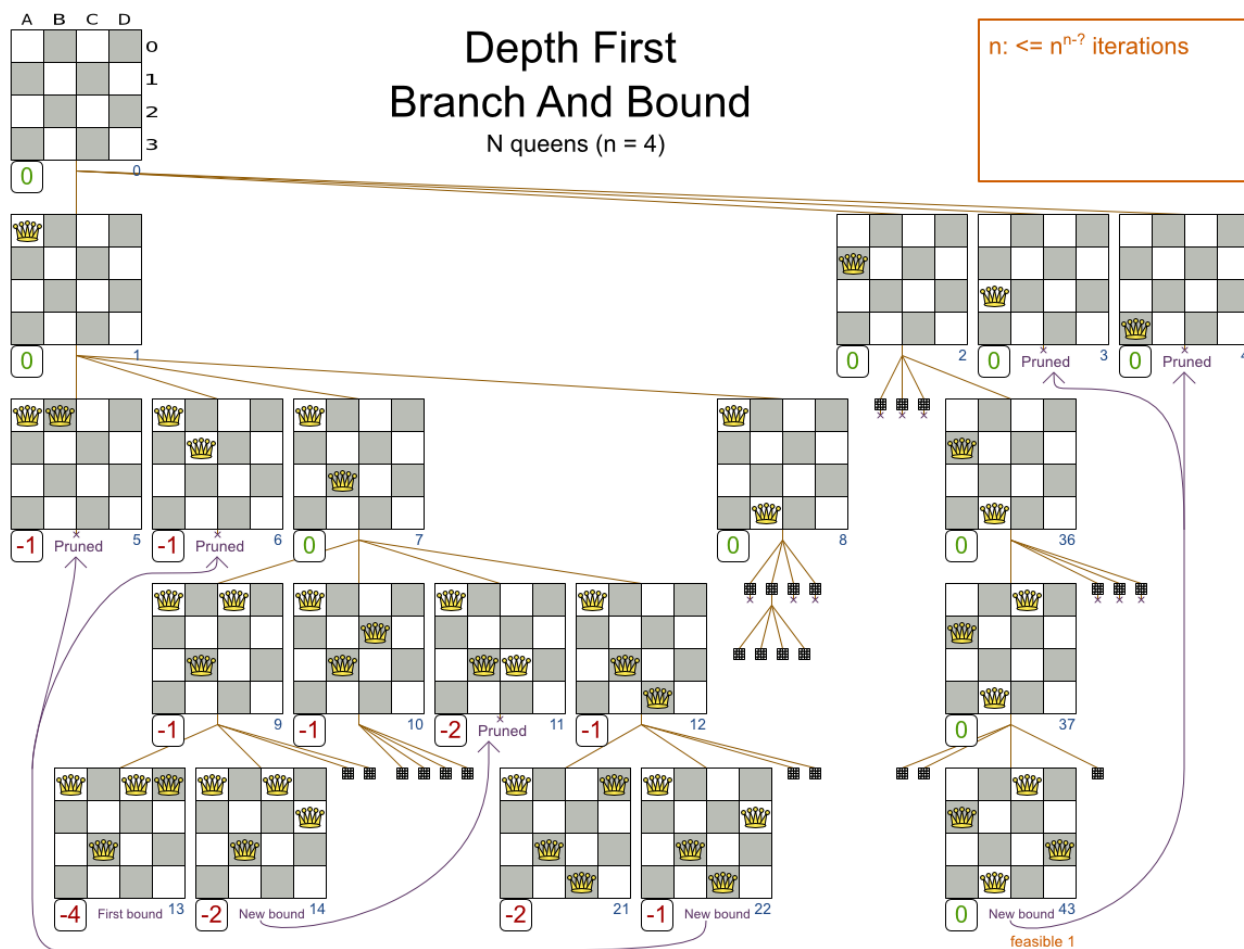 A B C D
0
1
2
3
Depth First
Branch And Bound
N queens (n = 4)
n: <= n^n-? iterations
0
0
0
1
0
2
0
Pruned
3
0
Pruned
4
-1
Pruned
5
-1
Pruned
6
0
7
0
8
0
36
-1
9
-1
10
-2
Pruned
11
-1
12
0
37
-4
First bound
13
-2
New bound
14
-2
21
-1
New bound
22
0
New bound
43
feasible 1